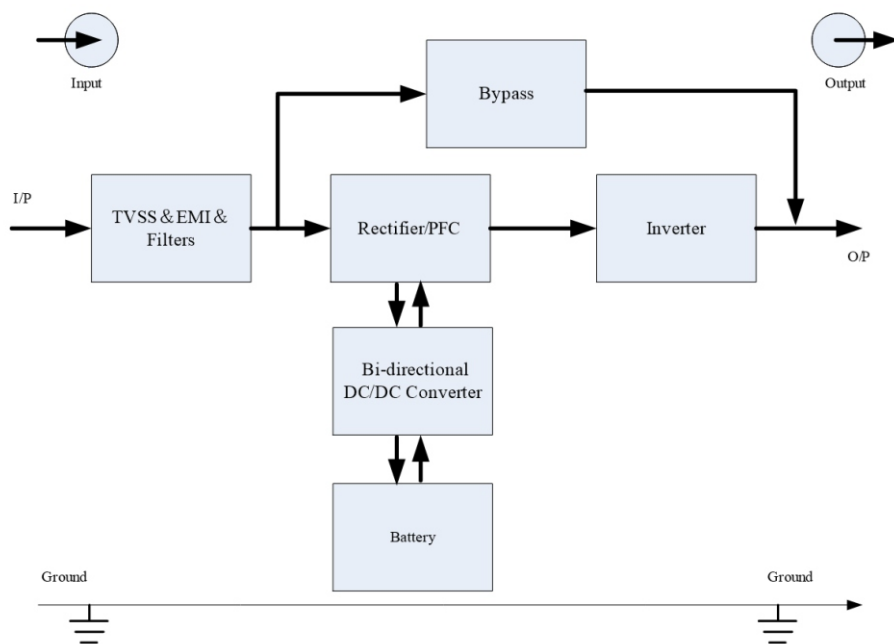 Input
Output
Bypass
I/P
TVSS & EMI &
Filters
Rectifier/PFC
Inverter
O/P
Bi-directional
DC/DC Converter
Battery
Ground
Ground